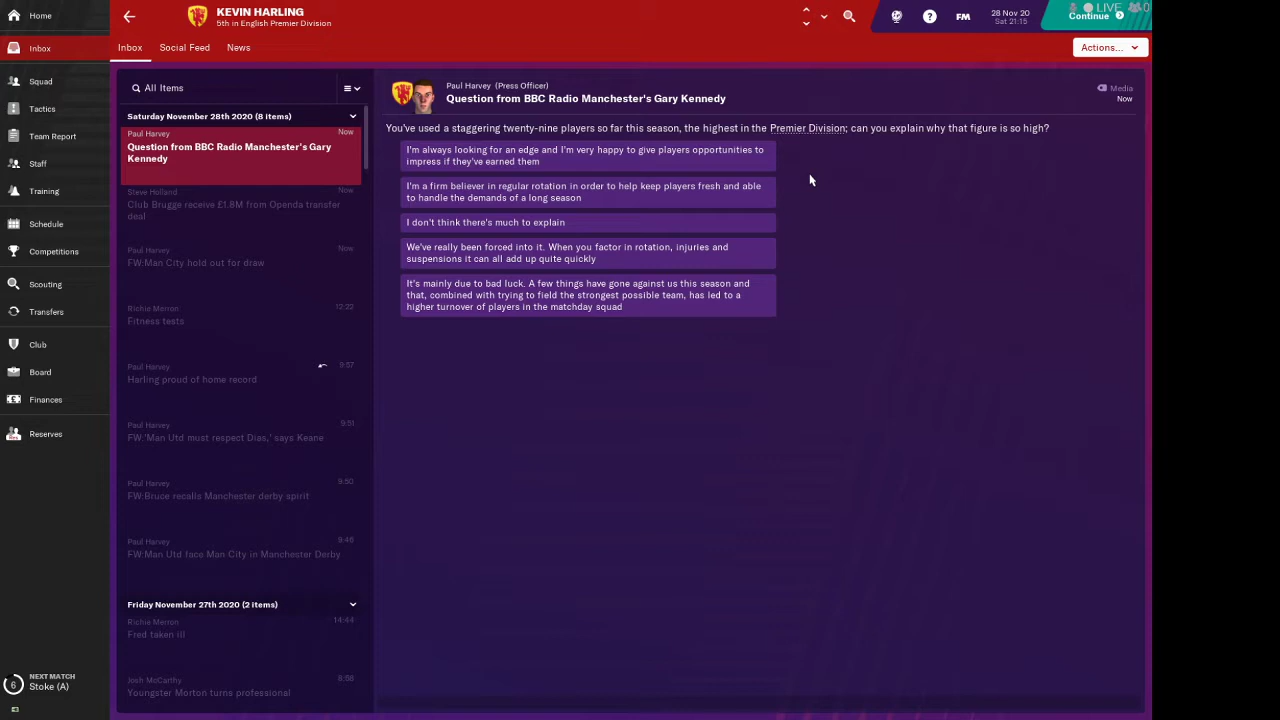 Home
Inbox
Squad
Tactics
Team Report
Staff
Training
Schedule
Competitions
Scouting
Transfers
Club
Board
Finances
Reserves
6
NEXT MATCH
Stoke (A)
KEVIN HARLING
5th in English Premier Division
?
FM
28 Nov 20
Sat 21:15
LIVE
0
Continue
Inbox
Social Feed
News
Actions...
All Items
Saturday November 28th 2020 (8 items)
Paul Harvey
Now
Question from BBC Radio Manchester's Gary
Kennedy
Steve Holland
Now
Club Brugge receive £1.8M from Openda transfer
deal
Paul Harvey
Now
FW:Man City hold out for draw
Richie Merron
12:22
Fitness tests
Paul Harvey
9:57
Harling proud of home record
Paul Harvey
9:51
FW:'Man Utd must respect Dias,' says Keane
Paul Harvey
9:50
FW:Bruce recalls Manchester derby spirit
Paul Harvey
9:46
FW:Man Utd face Man City in Manchester Derby
Friday November 27th 2020 (2 items)
Richie Merron
14:44
Fred taken ill
Josh McCarthy
8:58
Youngster Morton turns professional
Paul Harvey (Press Officer)
Question from BBC Radio Manchester's Gary Kennedy
Media
Now
You've used a staggering twenty-nine players so far this season, the highest in the Premier Division; can you explain why that figure is so high?
I'm always looking for an edge and I'm very happy to give players opportunities to
impress if they've earned them
I'm a firm believer in regular rotation in order to help keep players fresh and able
to handle the demands of a long season
I don't think there's much to explain
We've really been forced into it. When you factor in rotation, injuries and
suspensions it can all add up quite quickly
It's mainly due to bad luck. A few things have gone against us this season and
that, combined with trying to field the strongest possible team, has led to a
higher turnover of players in the matchday squad